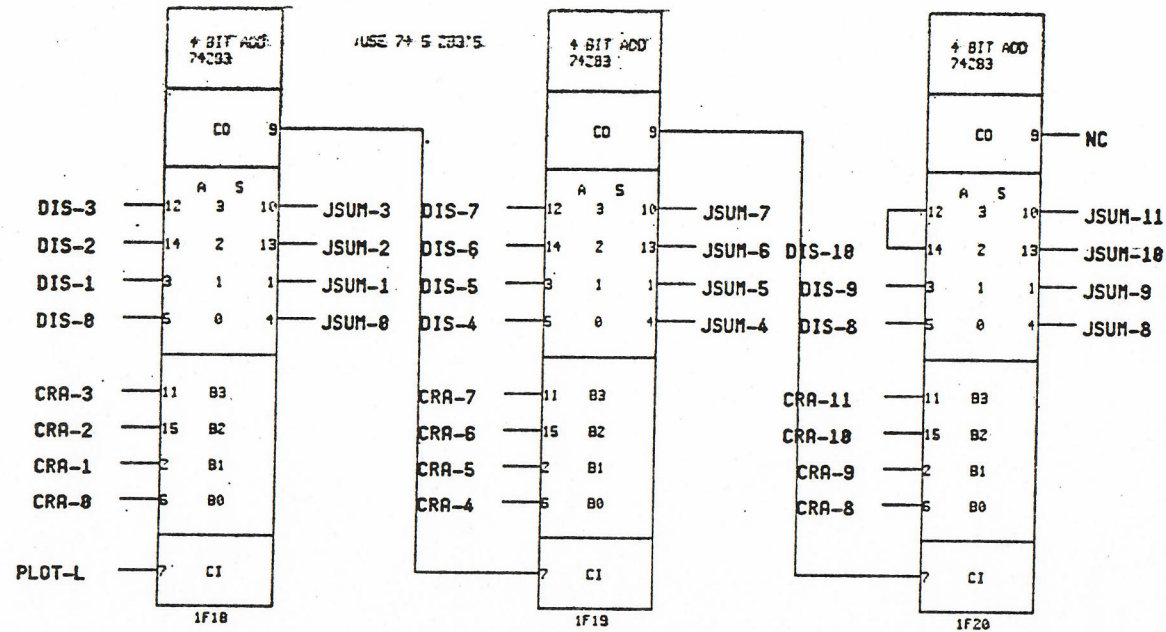 4 BIT ADD
74283
CO 9
A S
DIS-3 12 3 10 JSUM-3
DIS-2 14 2 13 JSUM-2
DIS-1 3 1 1 JSUM-1
DIS-0 5 0 4 JSUM-0
CRA-3 11 B3
CRA-2 15 B2
CRA-1 2 B1
CRA-0 6 B0
PLOT-L 7 CI
1F18
USE 74 S 283'S
4 BIT ADD
74283
CO 9
A S
DIS-7 12 3 10 JSUM-7
DIS-6 14 2 13 JSUM-6
DIS-5 3 1 1 JSUM-5
DIS-4 5 0 4 JSUM-4
CRA-7 11 B3
CRA-6 15 B2
CRA-5 2 B1
CRA-4 6 B0
7 CI
1F19
4 BIT ADD
74283
CO 9 NC
A S
12 3 10 JSUM-11
DIS-10 14 2 13 JSUM-10
DIS-9 3 1 1 JSUM-9
DIS-8 5 0 4 JSUM-8
CRA-11 11 B3
CRA-10 15 B2
CRA-9 2 B1
CRA-8 6 B0
7 CI
1F20